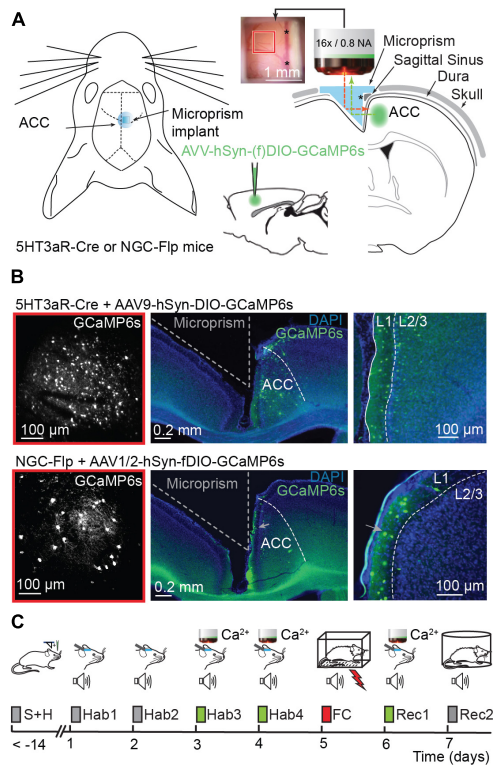 A
ACC
Microprism
implant
5HT3aR-Cre or NGC-Flp mice
1 mm
16x / 0.8 NA
Microprism
Sagittal Sinus
Dura
Skull
ACC
AVV-hSyn-(f)DIO-GCaMP6s
B
5HT3aR-Cre + AAV9-hSyn-DIO-GCaMP6s
GCaMP6s
100 µm
Microprism
DAPI
GCaMP6s
ACC
0.2 mm
L1 L2/3
100 µm
NGC-Flp + AAV1/2-hSyn-fDIO-GCaMP6s
GCaMP6s
100 µm
Microprism
DAPI
GCaMP6s
ACC
0.2 mm
L1
L2/3
100 µm
C
Ca²⁺ Ca²⁺ Ca²⁺
S+H Hab1 Hab2 Hab3 Hab4 FC Rec1 Rec2
< -14 1 2 3 4 5 6 7
Time (days)